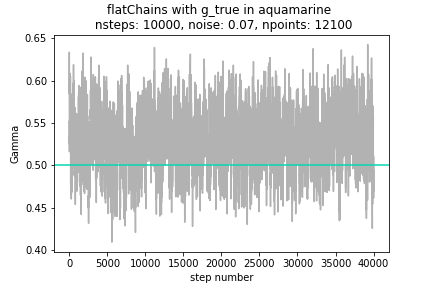 flatChains with g_true in aquamarine
nsteps: 10000, noise: 0.07, npoints: 12100
0.65
0.60
0.55
0.50
0.45
0.40
Gamma
0 5000 10000 15000 20000 25000 30000 35000 40000
step number